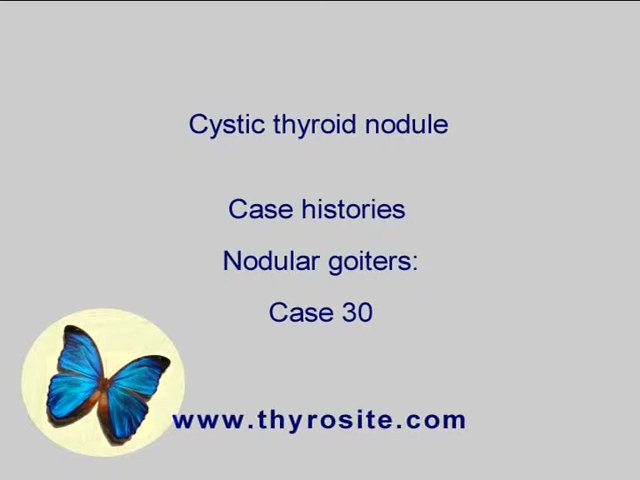 Cystic thyroid nodule
Case histories
Nodular goiters:
Case 30
www.thyrosite.com